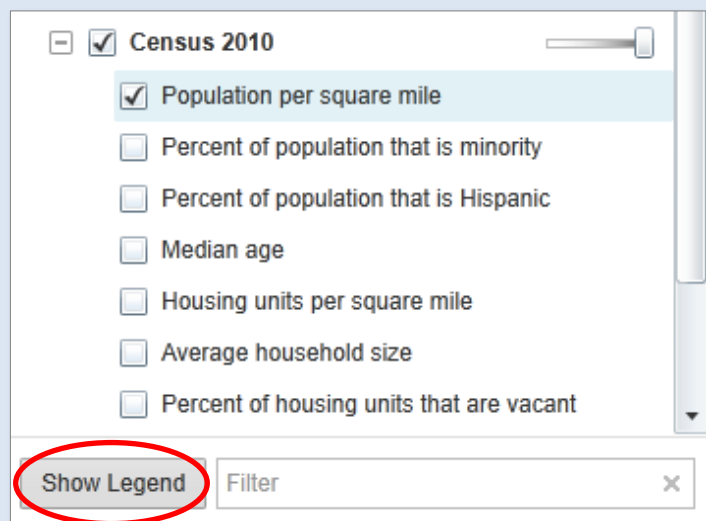 Census 2010
Population per square mile
Percent of population that is minority
Percent of population that is Hispanic
Median age
Housing units per square mile
Average household size
Percent of housing units that are vacant
Show Legend Filter